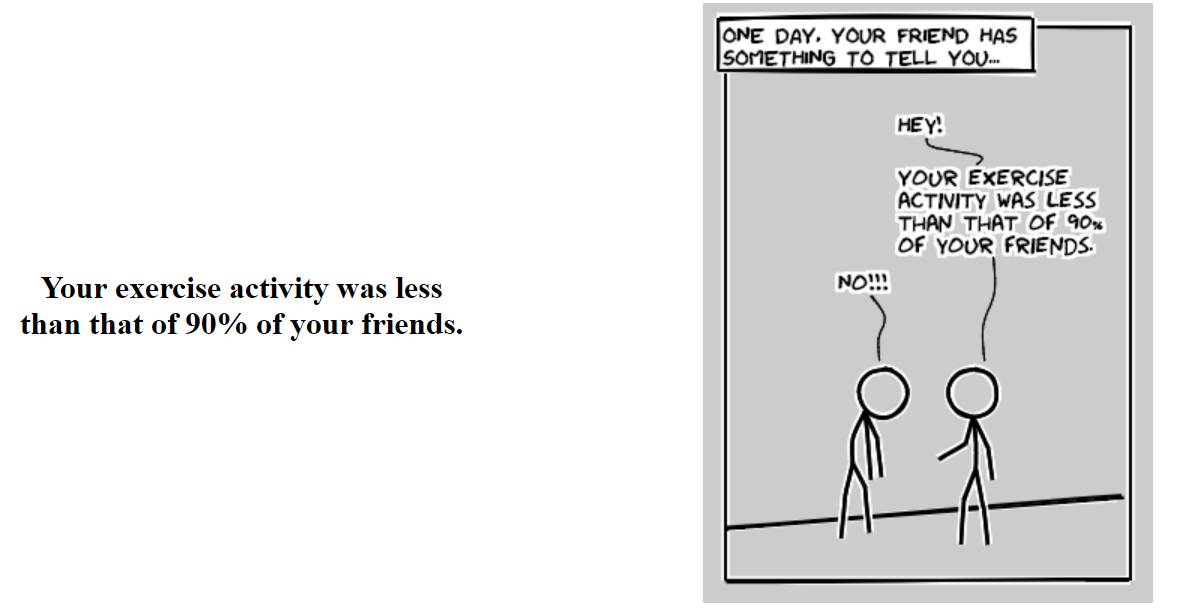 Your exercise activity was less
than that of 90% of your friends.
ONE DAY, YOUR FRIEND HAS
SOMETHING TO TELL YOU...
HEY!
YOUR EXERCISE
ACTIVITY WAS LESS
THAN THAT OF 90%
OF YOUR FRIENDS.
NO!!!